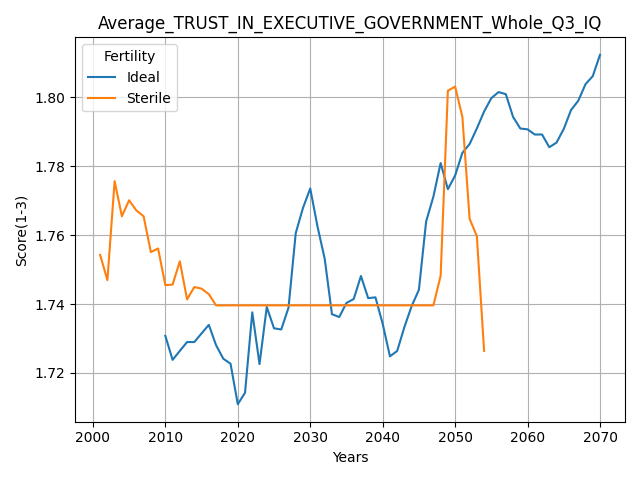 Average_TRUST_IN_EXECUTIVE_GOVERNMENT_Whole_Q3_IQ
Fertility
Ideal
Sterile
Score(1-3)
1.80
1.78
1.76
1.74
1.72
2000 2010 2020 2030 2040 2050 2060 2070
Years